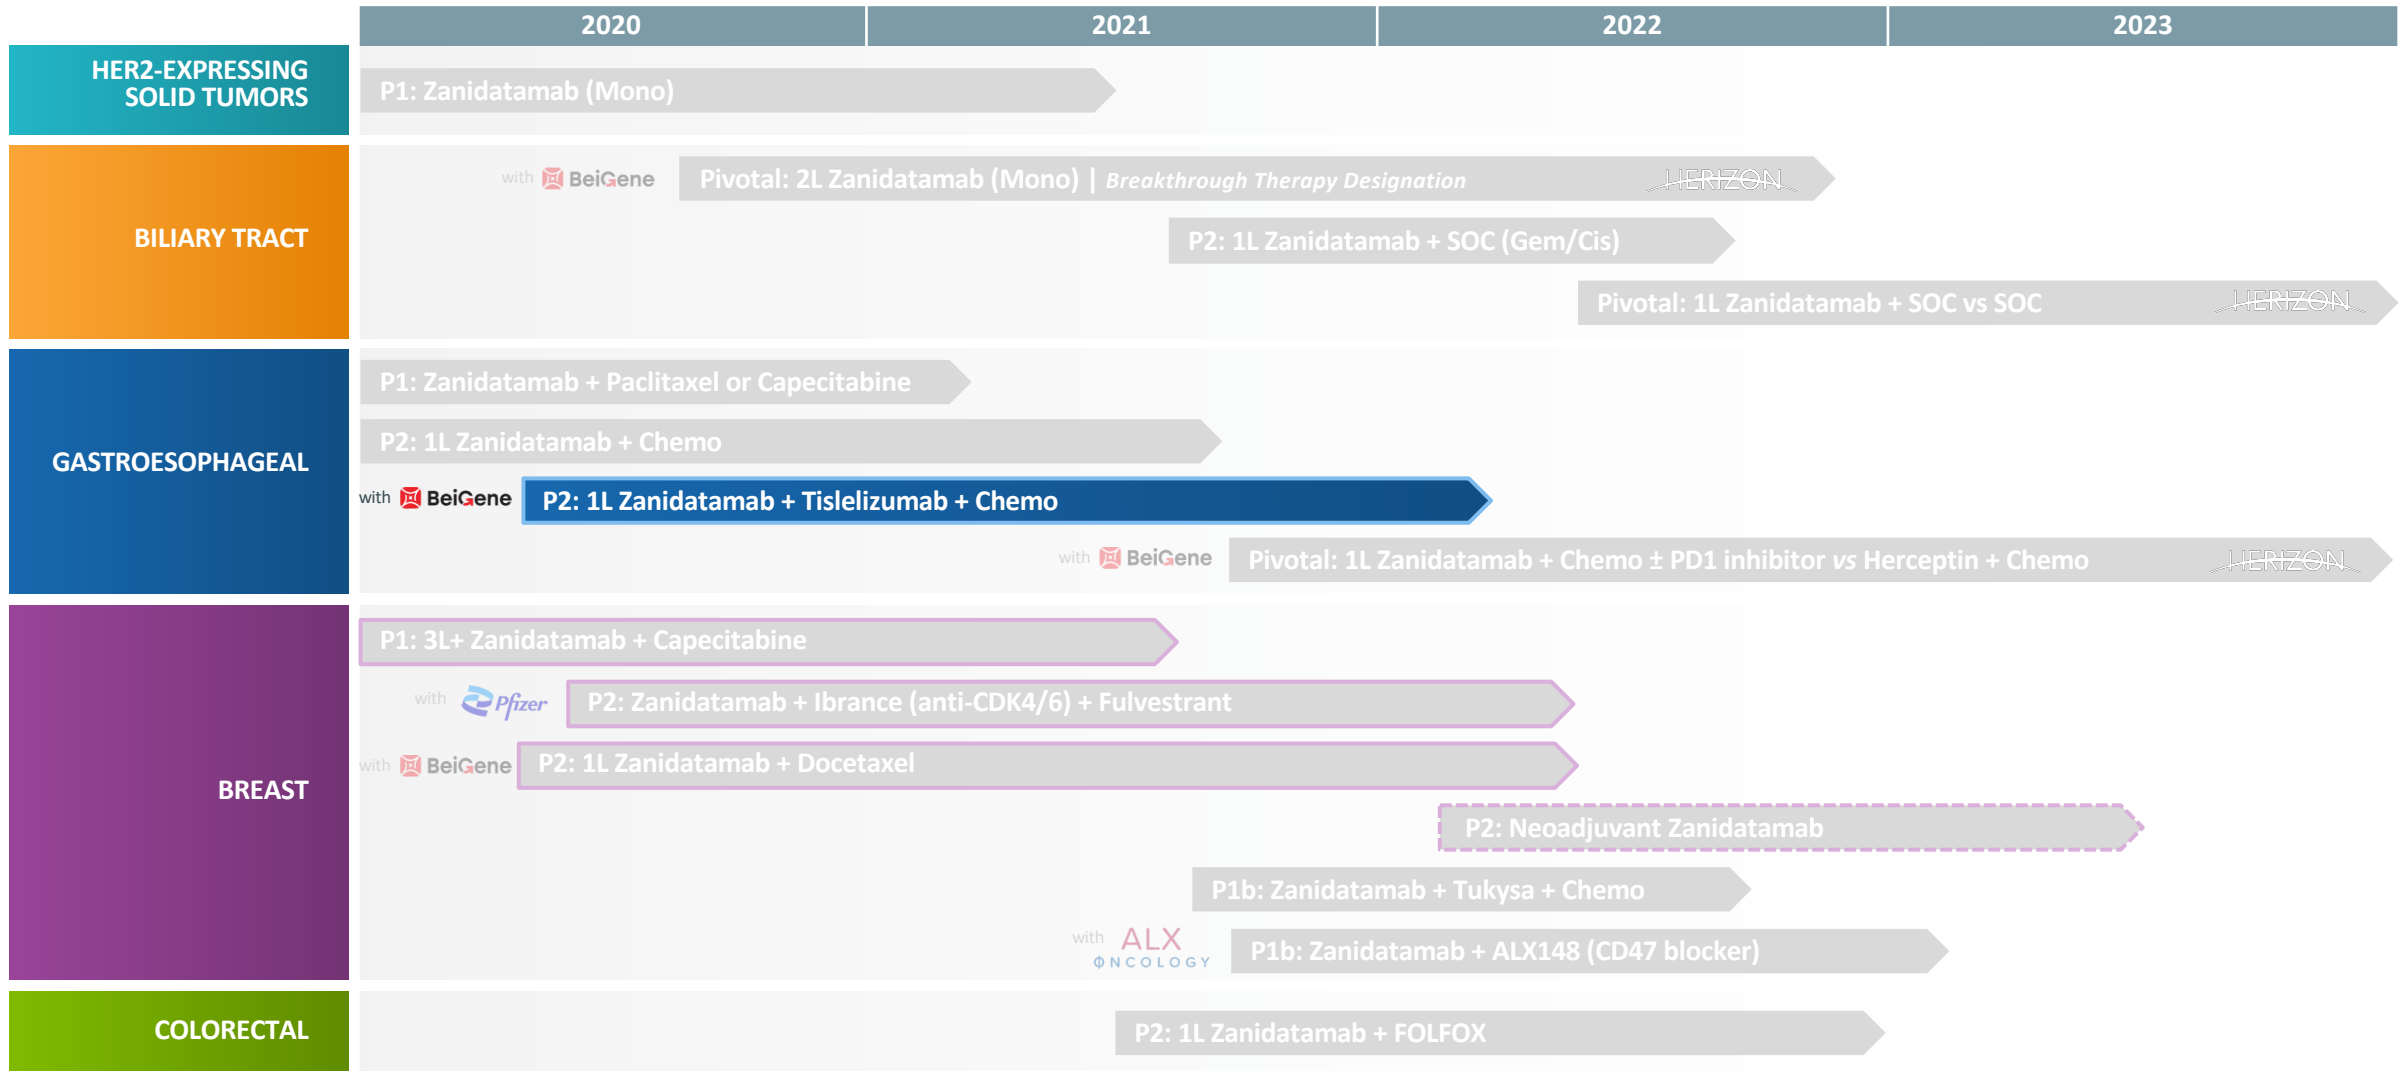 2020 2021 2022 2023
HER2-EXPRESSING
SOLID TUMORS
P1: Zanidatamab (Mono)
BILIARY TRACT
with BeiGene Pivotal: 2L Zanidatamab (Mono) | Breakthrough Therapy Designation HERIZON
P2: 1L Zanidatamab + SOC (Gem/Cis)
Pivotal: 1L Zanidatamab + SOC vs SOC HERIZON
GASTROESOPHAGEAL
P1: Zanidatamab + Paclitaxel or Capecitabine
P2: 1L Zanidatamab + Chemo
with BeiGene P2: 1L Zanidatamab + Tislelizumab + Chemo
with BeiGene Pivotal: 1L Zanidatamab + Chemo ± PD1 inhibitor vs Herceptin + Chemo HERIZON
BREAST
P1: 3L+ Zanidatamab + Capecitabine
with Pfizer P2: Zanidatamab + Ibrance (anti-CDK4/6) + Fulvestrant
with BeiGene P2: 1L Zanidatamab + Docetaxel
P2: Neoadjuvant Zanidatamab
P1b: Zanidatamab + Tukysa + Chemo
with ALX ONCOLOGY P1b: Zanidatamab + ALX148 (CD47 blocker)
COLORECTAL
P2: 1L Zanidatamab + FOLFOX